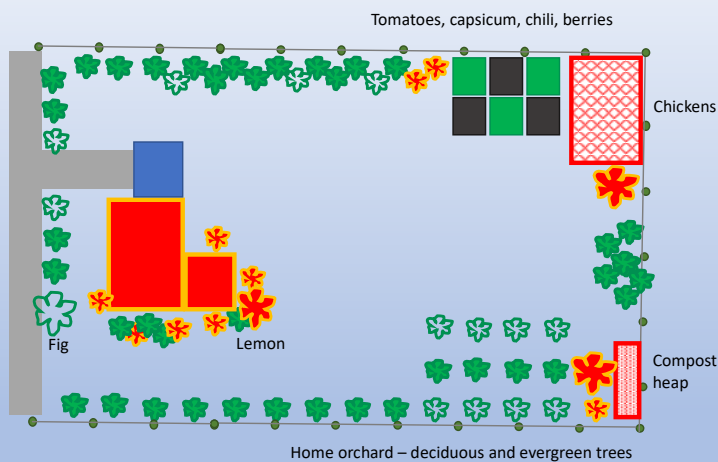 Tomatoes, capsicum, chili, berries
Chickens
Fig
Lemon
Compost
heap
Home orchard – deciduous and evergreen trees